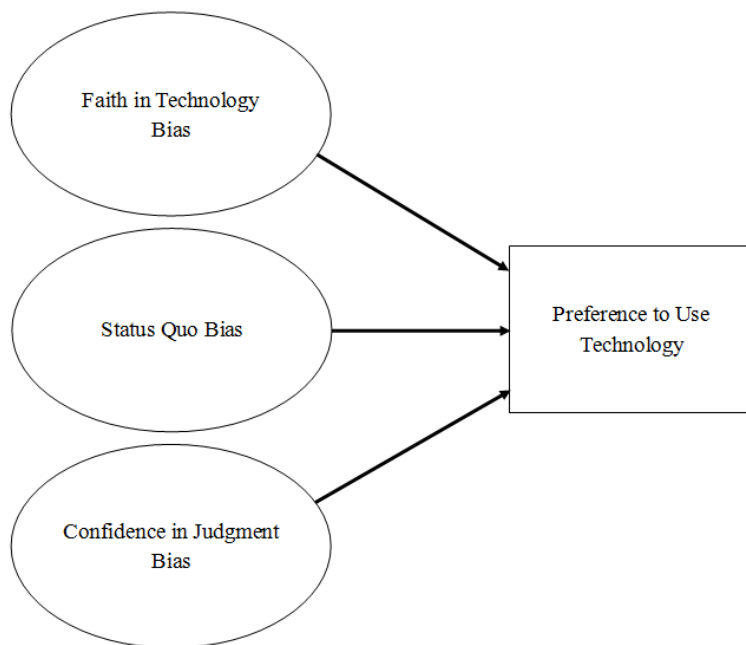 Faith in Technology
Bias
Status Quo Bias
Preference to Use
Technology
Confidence in Judgment
Bias